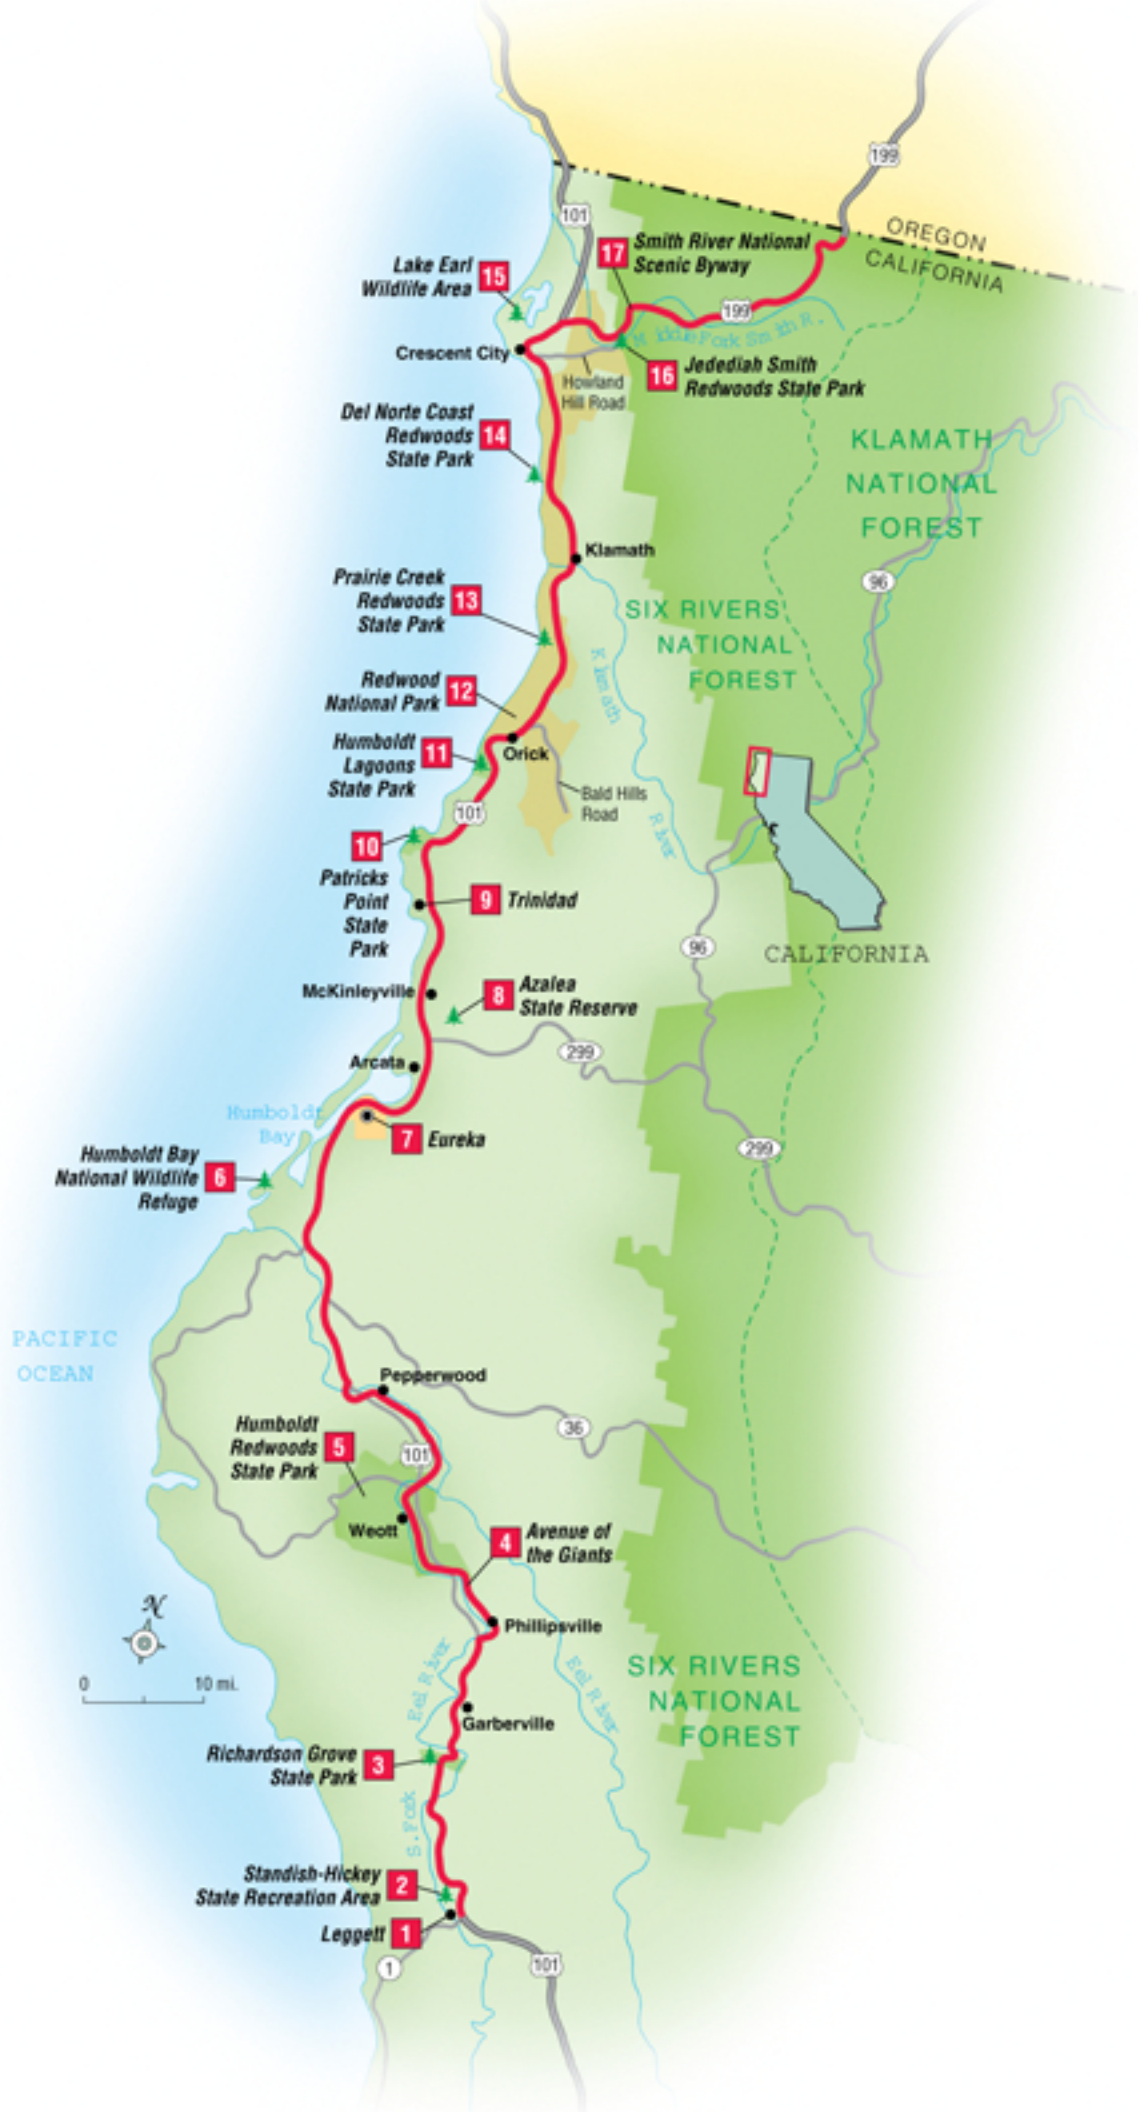 199
OREGON
CALIFORNIA
101
17
Smith River National
Scenic Byway
Lake Earl
Wildlife Area
15
199
Middle Fork Smith R.
Crescent City
16
Jedediah Smith
Redwoods State Park
Howland
Hill Road
Del Norte Coast
Redwoods
State Park
14
KLAMATH
NATIONAL
FOREST
Klamath
96
Prairie Creek
Redwoods
State Park
13
SIX RIVERS
NATIONAL
FOREST
Klamath
River
Redwood
National Park
12
Humboldt
Lagoons
State Park
11
Orick
Bald Hills
Road
101
10
Patricks
Point
State
Park
9
Trinidad
96
CALIFORNIA
McKinleyville
8
Azalea
State Reserve
299
Arcata
Humboldt
Bay
7
Eureka
299
Humboldt Bay
National Wildlife
Refuge
6
PACIFIC
OCEAN
Pepperwood
36
Humboldt
Redwoods
State Park
5
101
Weott
4
Avenue of
the Giants
N
0
10 mi.
Phillipsville
Eel River
Eel River
SIX RIVERS
NATIONAL
FOREST
Garberville
Richardson Grove
State Park
3
S. Fork
Standish-Hickey
State Recreation Area
2
Leggett
1
1
101